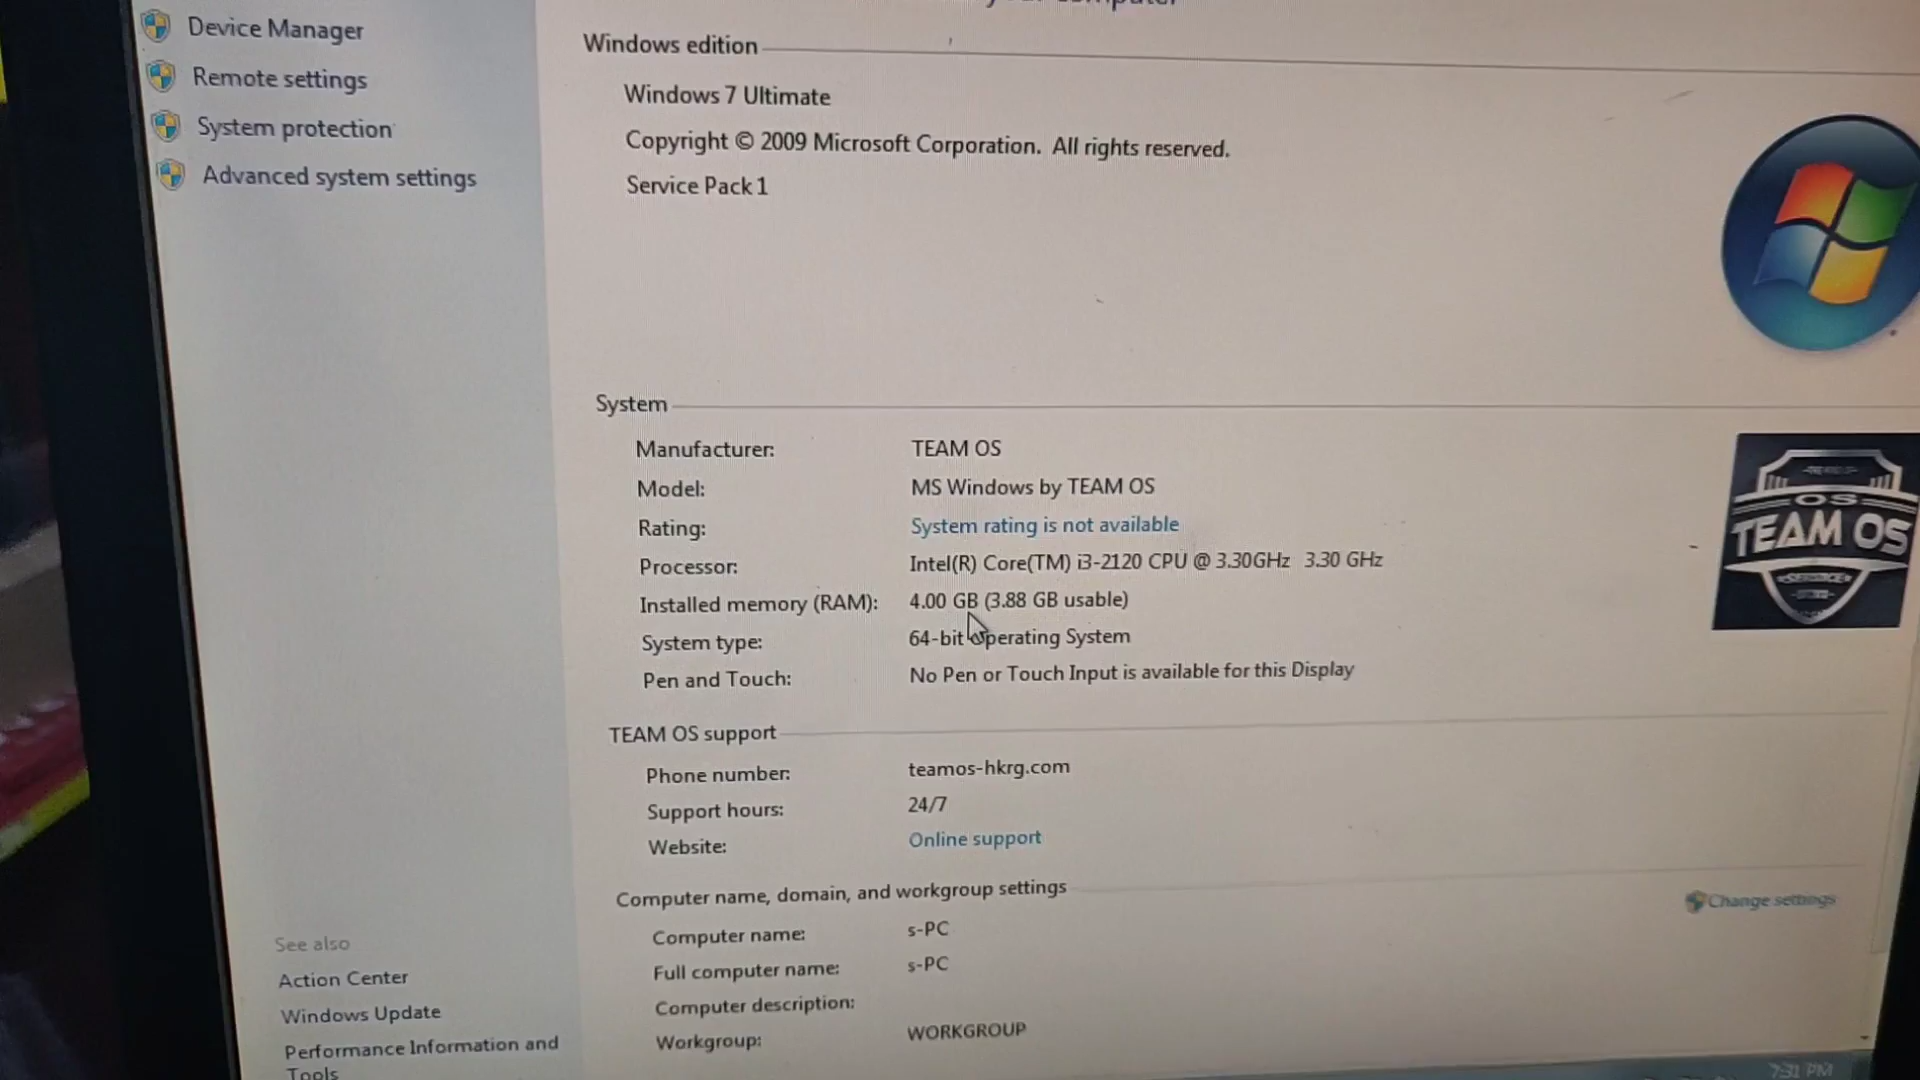 Device Manager
Remote settings
System protection
Advanced system settings
Windows edition
Windows 7 Ultimate
Copyright © 2009 Microsoft Corporation. All rights reserved.
Service Pack 1
System
Manufacturer: TEAM OS
Model: MS Windows by TEAM OS
Rating: System rating is not available
Processor: Intel(R) Core(TM) i3-2120 CPU @ 3.30GHz 3.30 GHz
Installed memory (RAM): 4.00 GB (3.88 GB usable)
System type: 64-bit Operating System
Pen and Touch: No Pen or Touch Input is available for this Display
OS
TEAM OS
TEAM OS support
Phone number: teamos-hkrg.com
Support hours: 24/7
Website: Online support
Computer name, domain, and workgroup settings
Change settings
Computer name: s-PC
Full computer name: s-PC
Computer description:
Workgroup: WORKGROUP
See also
Action Center
Windows Update
Performance Information and
Tools
7:31 PM